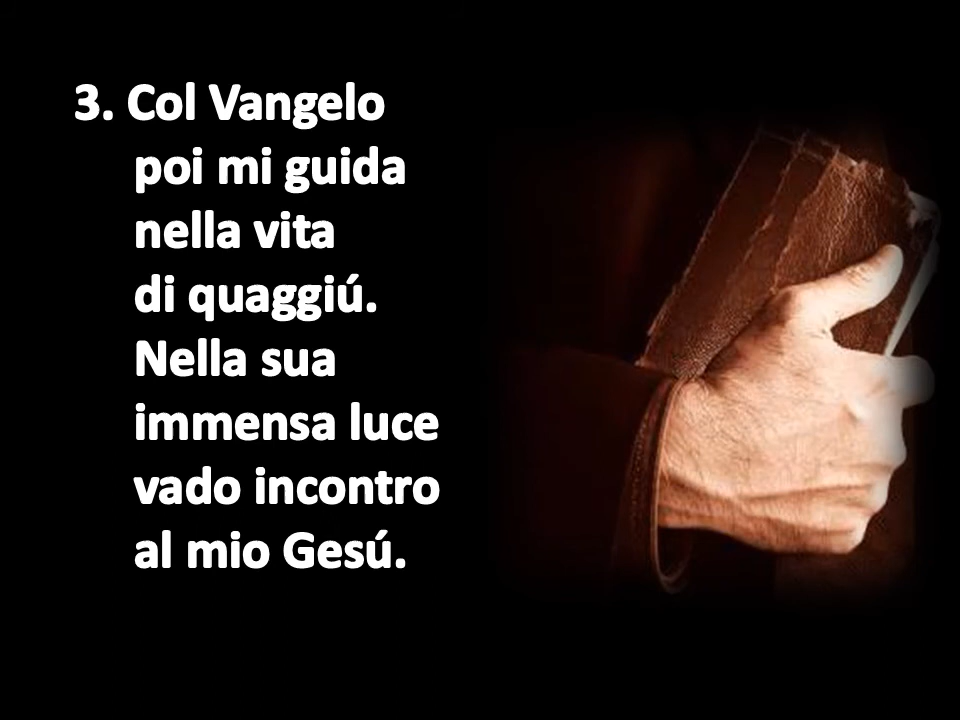 3. Col Vangelo
poi mi guida
nella vita
di quaggiú.
Nella sua
immensa luce
vado incontro
al mio Gesú.